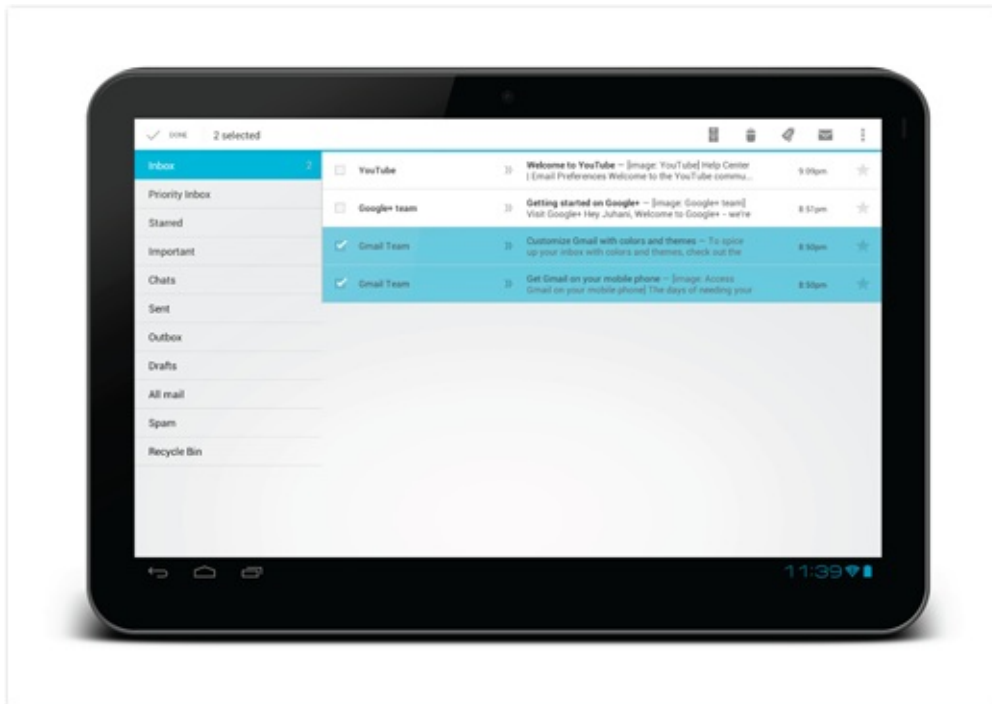 DONE 2 selected
Inbox 2
Priority Inbox
Starred
Important
Chats
Sent
Outbox
Drafts
All mail
Spam
Recycle Bin
YouTube
Welcome to YouTube – [image: YouTube] Help Center
| Email Preferences Welcome to the YouTube commu...
9:09pm
Google+ team
Getting started on Google+ – [image: Google+ team]
Visit Google+ Hey Juhani, Welcome to Google+ - we're
8:51pm
Gmail Team
Customize Gmail with colors and themes – To spice
up your inbox with colors and themes, check out the
8:50pm
Gmail Team
Get Gmail on your mobile phone – [image: Access
Gmail on your mobile phone] The days of needing your
8:50pm
11:39